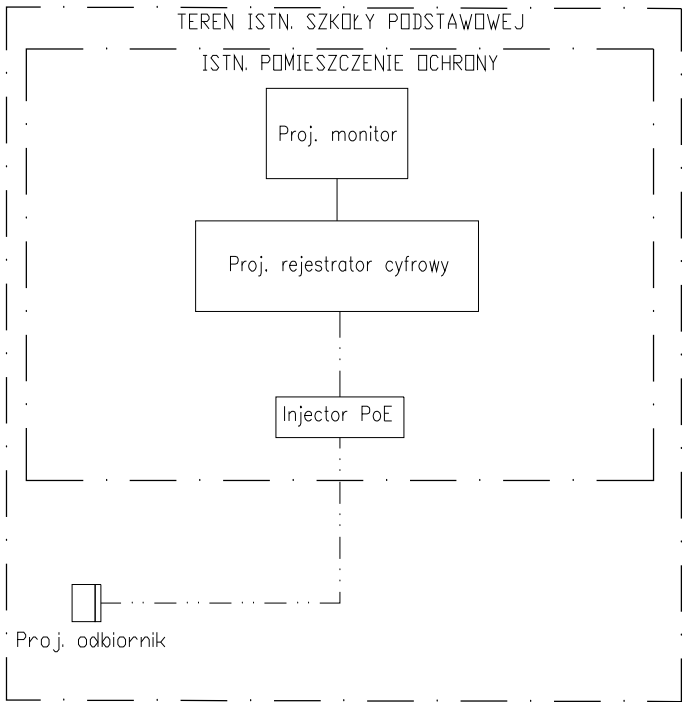 TEREN ISTN. SZKOŁY PODSTAWOWEJ
ISTN. POMIESZCZENIE OCHRONY
Proj. monitor
Proj. rejestrator cyfrowy
Injector PoE
Proj. odbiornik